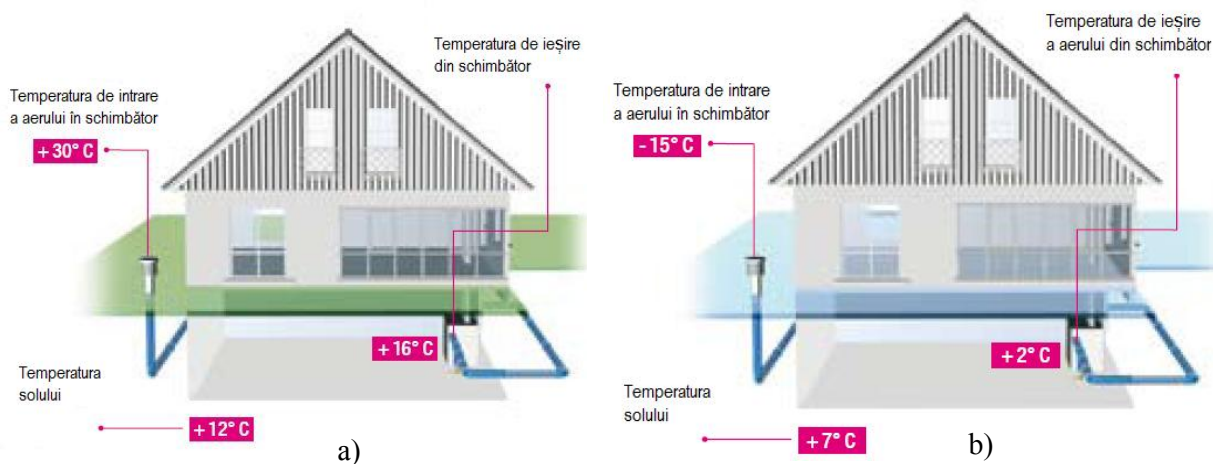 Temperatura de ieșire
din schimbător
Temperatura de intrare
a aerului în schimbător
+30° C
+16° C
Temperatura
solului
+12° C
a)
Temperatura de ieșire
a aerului din schimbător
Temperatura de intrare
a aerului în schimbător
-15° C
+2° C
Temperatura
solului
+7° C
b)